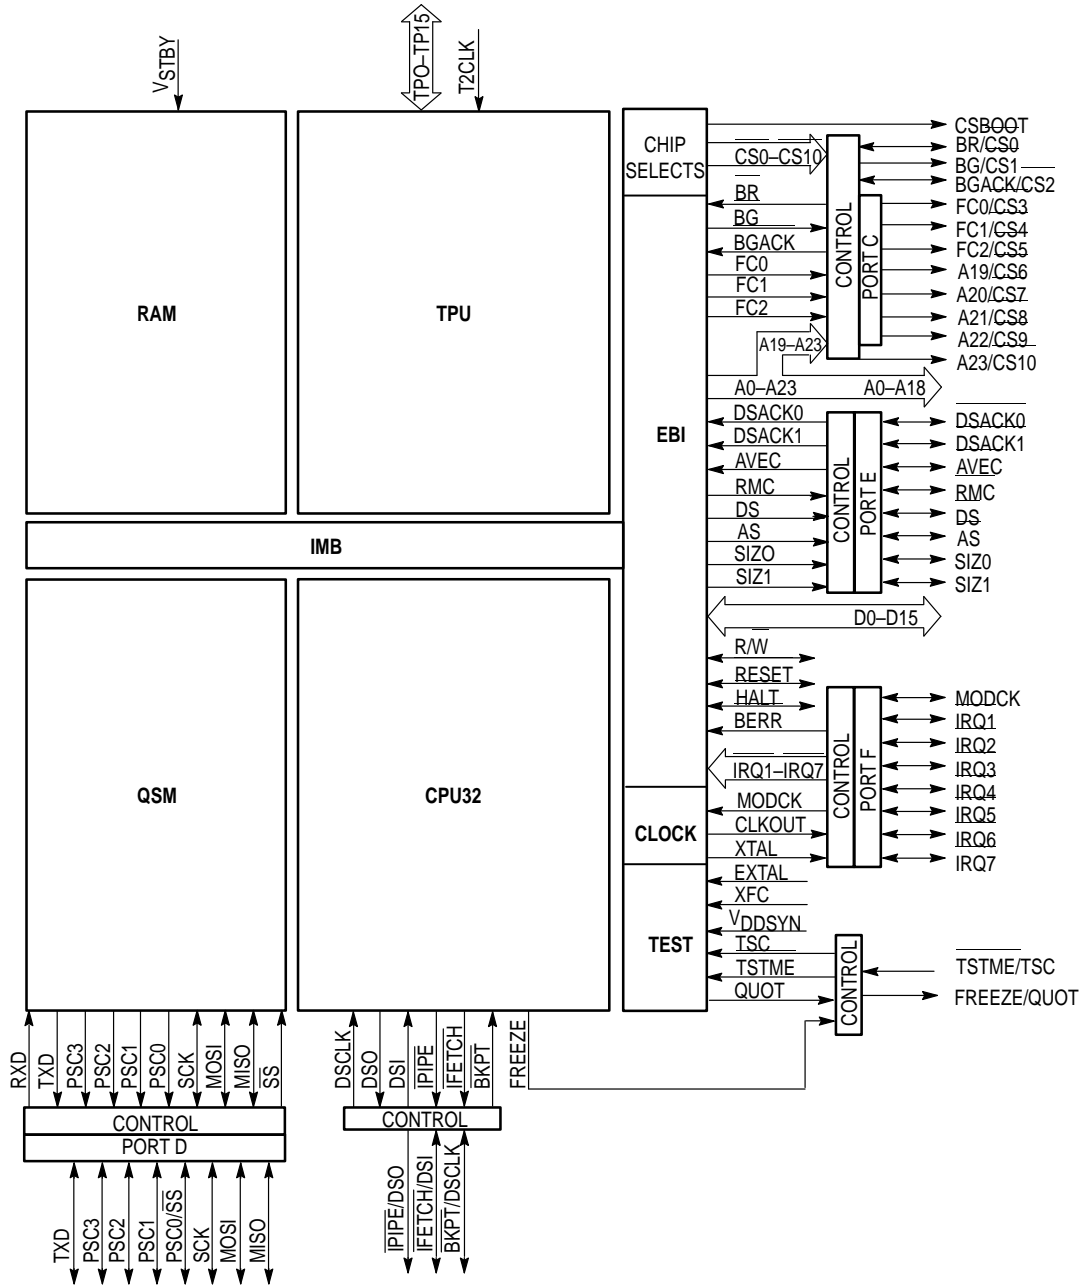 VSTBY
TPO–TP15
T2CLK
RAM
TPU
IMB
QSM
CPU32
CHIP
SELECTS
EBI
CLOCK
TEST
CS0–CS10
BR
BG
BGACK
FC0
FC1
FC2
A19–A23
A0–A23
A0–A18
CONTROL
PORT C
CSBOOT
BR/CS0
BG/CS1
BGACK/CS2
FC0/CS3
FC1/CS4
FC2/CS5
A19/CS6
A20/CS7
A21/CS8
A22/CS9
A23/CS10
DSACK0
DSACK1
AVEC
RMC
DS
AS
SIZO
SIZ1
CONTROL
PORT E
DSACK0
DSACK1
AVEC
RMC
DS
AS
SIZ0
SIZ1
D0–D15
R/W
RESET
HALT
BERR
IRQ1–IRQ7
MODCK
CLKOUT
XTAL
EXTAL
XFC
VDDSYN
TSC
TSTME
QUOT
CONTROL
PORT F
MODCK
IRQ1
IRQ2
IRQ3
IRQ4
IRQ5
IRQ6
IRQ7
CONTROL
TSTME/TSC
FREEZE/QUOT
RXD
TXD
PSC3
PSC2
PSC1
PSC0
SCK
MOSI
MISO
SS
CONTROL
PORT D
TXD
PSC3
PSC2
PSC1
PSC0/SS
SCK
MOSI
MISO
DSCLK
DSO
DSI
IPIPE
IFETCH
BKPT
FREEZE
CONTROL
IPIPE/DSO
IFETCH/DSI
BKPT/DSCLK